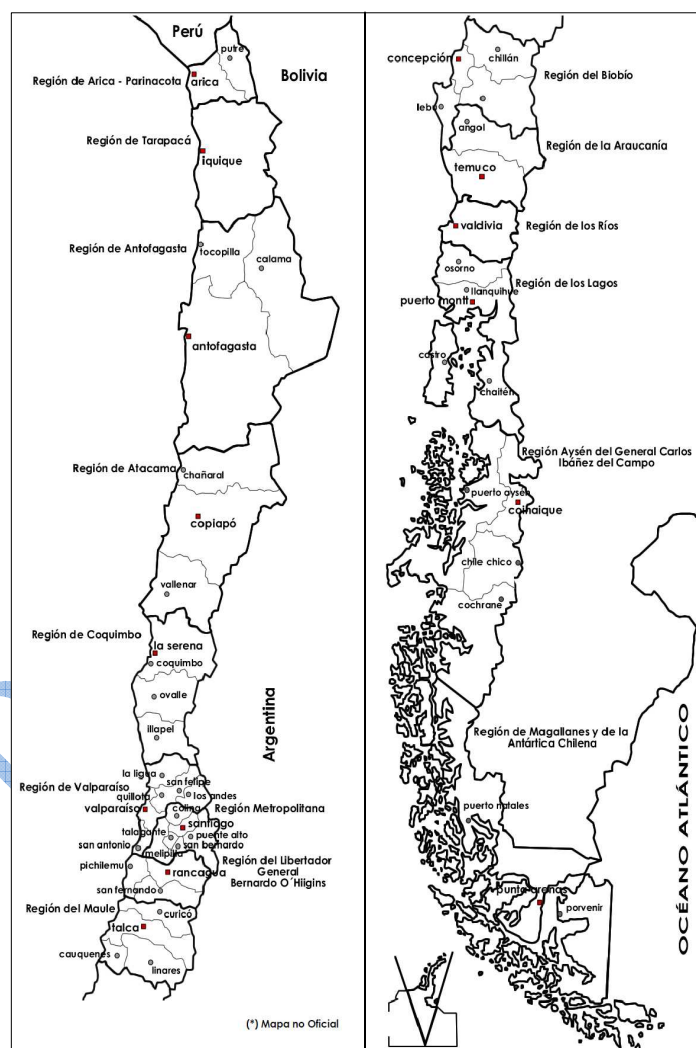 Perú
putre
Bolivia
Región de Arica - Parinacota
arica
Región de Tarapacá
iquique
Región de Antofagasta
tocopilla
calama
antofagasta
Región de Atacama
chañaral
copiapó
vallenar
Región de Coquimbo
la serena
coquimbo
ovalle
illapel
Argentina
la ligua
san felipe
Región de Valparaíso
quillota
los andes
valparaíso
colina
Región Metropolitana
santiago
talagante
puente alto
san antonio
san bernardo
melipilla
pichilemu
Región del Libertador
General
Bernardo O´Hiigins
rancagua
san fernando
Región del Maule
curicó
talca
cauquenes
linares
(*) Mapa no Oficial
concepción
chillán
Región del Biobío
lebu
angol
Región de la Araucanía
temuco
valdivia
Región de los Ríos
osorno
Región de los Lagos
llanquihue
puerto montt
castro
chaitén
Región Aysén del General Carlos
Ibáñez del Campo
puerto aysén
coihaique
chile chico
cochrane
Región de Magallanes y de la
Antártica Chilena
puerto natales
punta arenas
porvenir
OCÉANO ATLÁNTICO